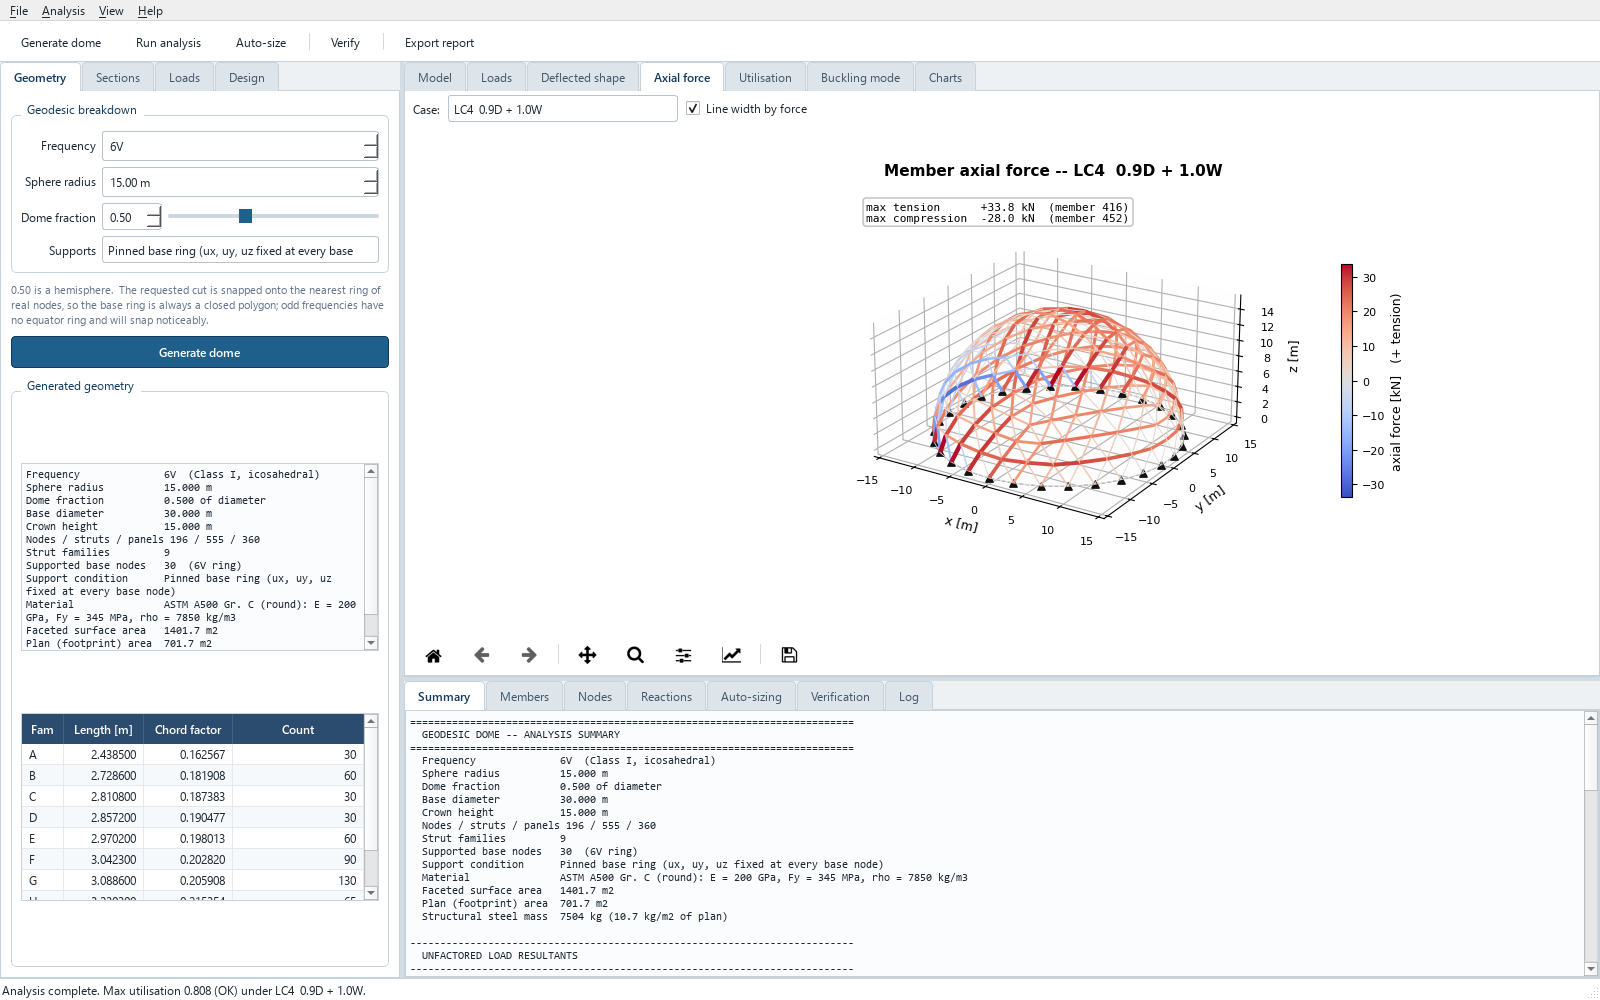 File Analysis View Help
Generate dome Run analysis Auto-size Verify Export report
Geometry Sections Loads Design
Geodesic breakdown
Frequency 6V
Sphere radius 15.00 m
Dome fraction 0.50
Supports Pinned base ring (ux, uy, uz fixed at every base
0.50 is a hemisphere. The requested cut is snapped onto the nearest ring of
real nodes, so the base ring is always a closed polygon; odd frequencies have
no equator ring and will snap noticeably.
Generate dome
Generated geometry
Frequency 6V (Class I, icosahedral)
Sphere radius 15.000 m
Dome fraction 0.500 of diameter
Base diameter 30.000 m
Crown height 15.000 m
Nodes / struts / panels 196 / 555 / 360
Strut families 9
Supported base nodes 30 (6V ring)
Support condition Pinned base ring (ux, uy, uz
fixed at every base node)
Material ASTM A500 Gr. C (round): E = 200
GPa, Fy = 345 MPa, rho = 7850 kg/m3
Faceted surface area 1401.7 m2
Plan (footprint) area 701.7 m2
Fam Length [m] Chord factor Count
A 2.438500 0.162567 30
B 2.728600 0.181908 60
C 2.810800 0.187383 30
D 2.857200 0.190477 30
E 2.970200 0.198013 60
F 3.042300 0.202820 90
G 3.088600 0.205908 130
Model Loads Deflected shape Axial force Utilisation Buckling mode Charts
Case: LC4 0.9D + 1.0W Line width by force
Member axial force -- LC4 0.9D + 1.0W
max tension +33.8 kN (member 416)
max compression -28.0 kN (member 452)
14
12
10
8
6
4
2
0
z [m]
−15
−10
−5
0
5
10
15
x [m]
−15
−10
−5
0
5
10
15
y [m]
30
20
10
0
−10
−20
−30
axial force [kN] (+ tension)
Summary Members Nodes Reactions Auto-sizing Verification Log
==========================================================================
GEODESIC DOME -- ANALYSIS SUMMARY
==========================================================================
Frequency 6V (Class I, icosahedral)
Sphere radius 15.000 m
Dome fraction 0.500 of diameter
Base diameter 30.000 m
Crown height 15.000 m
Nodes / struts / panels 196 / 555 / 360
Strut families 9
Supported base nodes 30 (6V ring)
Support condition Pinned base ring (ux, uy, uz fixed at every base node)
Material ASTM A500 Gr. C (round): E = 200 GPa, Fy = 345 MPa, rho = 7850 kg/m3
Faceted surface area 1401.7 m2
Plan (footprint) area 701.7 m2
Structural steel mass 7504 kg (10.7 kg/m2 of plan)
--------------------------------------------------------------------------
UNFACTORED LOAD RESULTANTS
--------------------------------------------------------------------------
Analysis complete. Max utilisation 0.808 (OK) under LC4 0.9D + 1.0W.